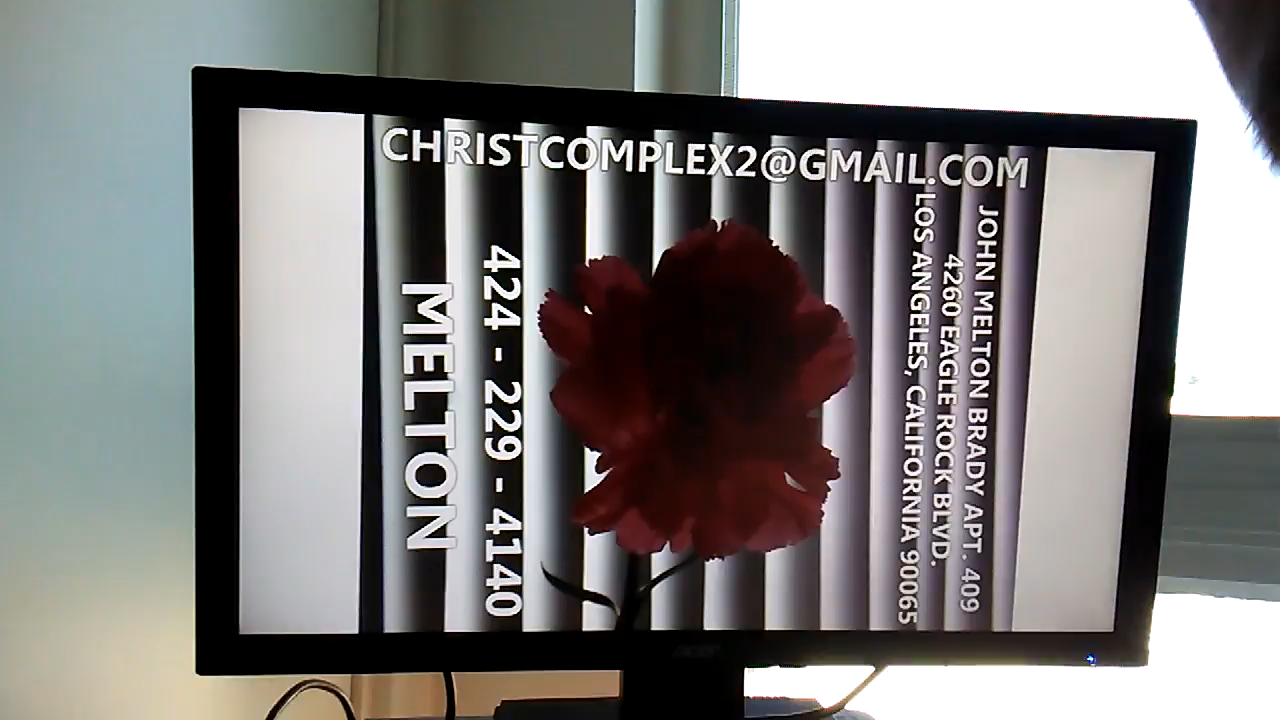 CHRISTCOMPLEX2@GMAIL.COM
JOHN MELTON BRADY APT. 409
4260 EAGLE ROCK BLVD.
LOS ANGELES, CALIFORNIA 90065
424 - 229 - 4140
MELTON
acer